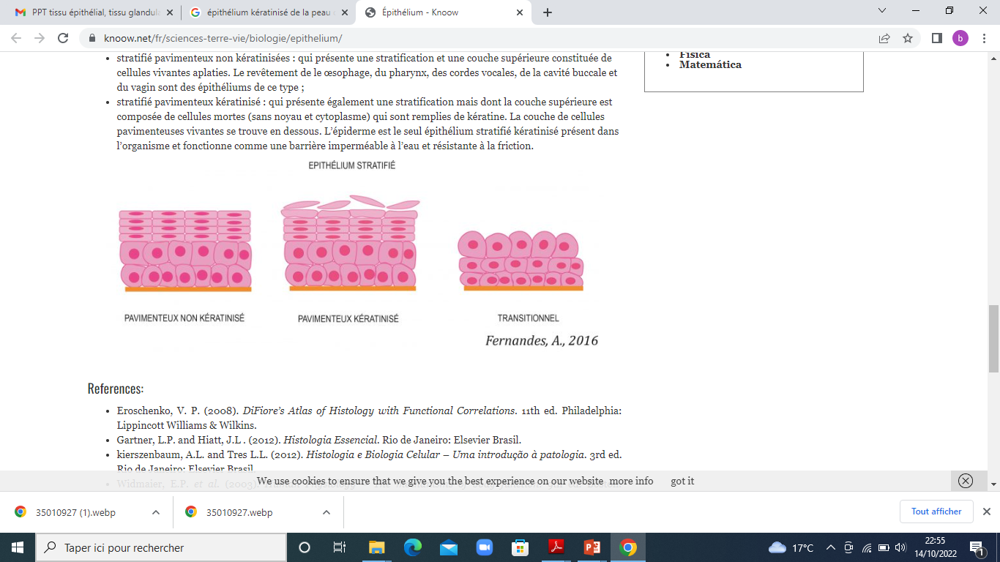 PPT tissu épithélial, tissu glandula
épithélium kératinisé de la peau
Épithélium - Knoow
knoow.net/fr/sciences-terre-vie/biologie/epithelium/
b
stratifié pavimenteux non kératinisées : qui présente une stratification et une couche supérieure constituée de
cellules vivantes aplaties. Le revêtement de le œsophage, du pharynx, des cordes vocales, de la cavité buccale et
du vagin sont des épithéliums de ce type ;
stratifié pavimenteux kératinisé : qui présente également une stratification mais dont la couche supérieure est
composée de cellules mortes (sans noyau et cytoplasme) qui sont remplies de kératine. La couche de cellules
pavimenteuses vivantes se trouve en dessous. L'épiderme est le seul épithélium stratifié kératinisé présent dans
l'organisme et fonctionne comme une barrière imperméable à l'eau et résistante à la friction.
Física
Matemática
EPITHÉLIUM STRATIFIÉ
PAVIMENTEUX NON KÉRATINISÉ
PAVIMENTEUX KÉRATINISÉ
TRANSITIONNEL
Fernandes, A., 2016
References:
Eroschenko, V. P. (2008). DiFiore's Atlas of Histology with Functional Correlations. 11th ed. Philadelphia:
Lippincott Williams & Wilkins.
Gartner, L.P. and Hiatt, J.L . (2012). Histologia Essencial. Rio de Janeiro: Elsevier Brasil.
kierszenbaum, A.L. and Tres L.L. (2012). Histologia e Biologia Celular – Uma introdução à patologia. 3rd ed.
Rio de Janeiro: Elsevier Brasil
Widmaier, E.P. et al. (2003).
We use cookies to ensure that we give you the best experience on our website more info got it
35010927 (1).webp
35010927.webp
Tout afficher
Taper ici pour rechercher
17°C
22:55
14/10/2022
1